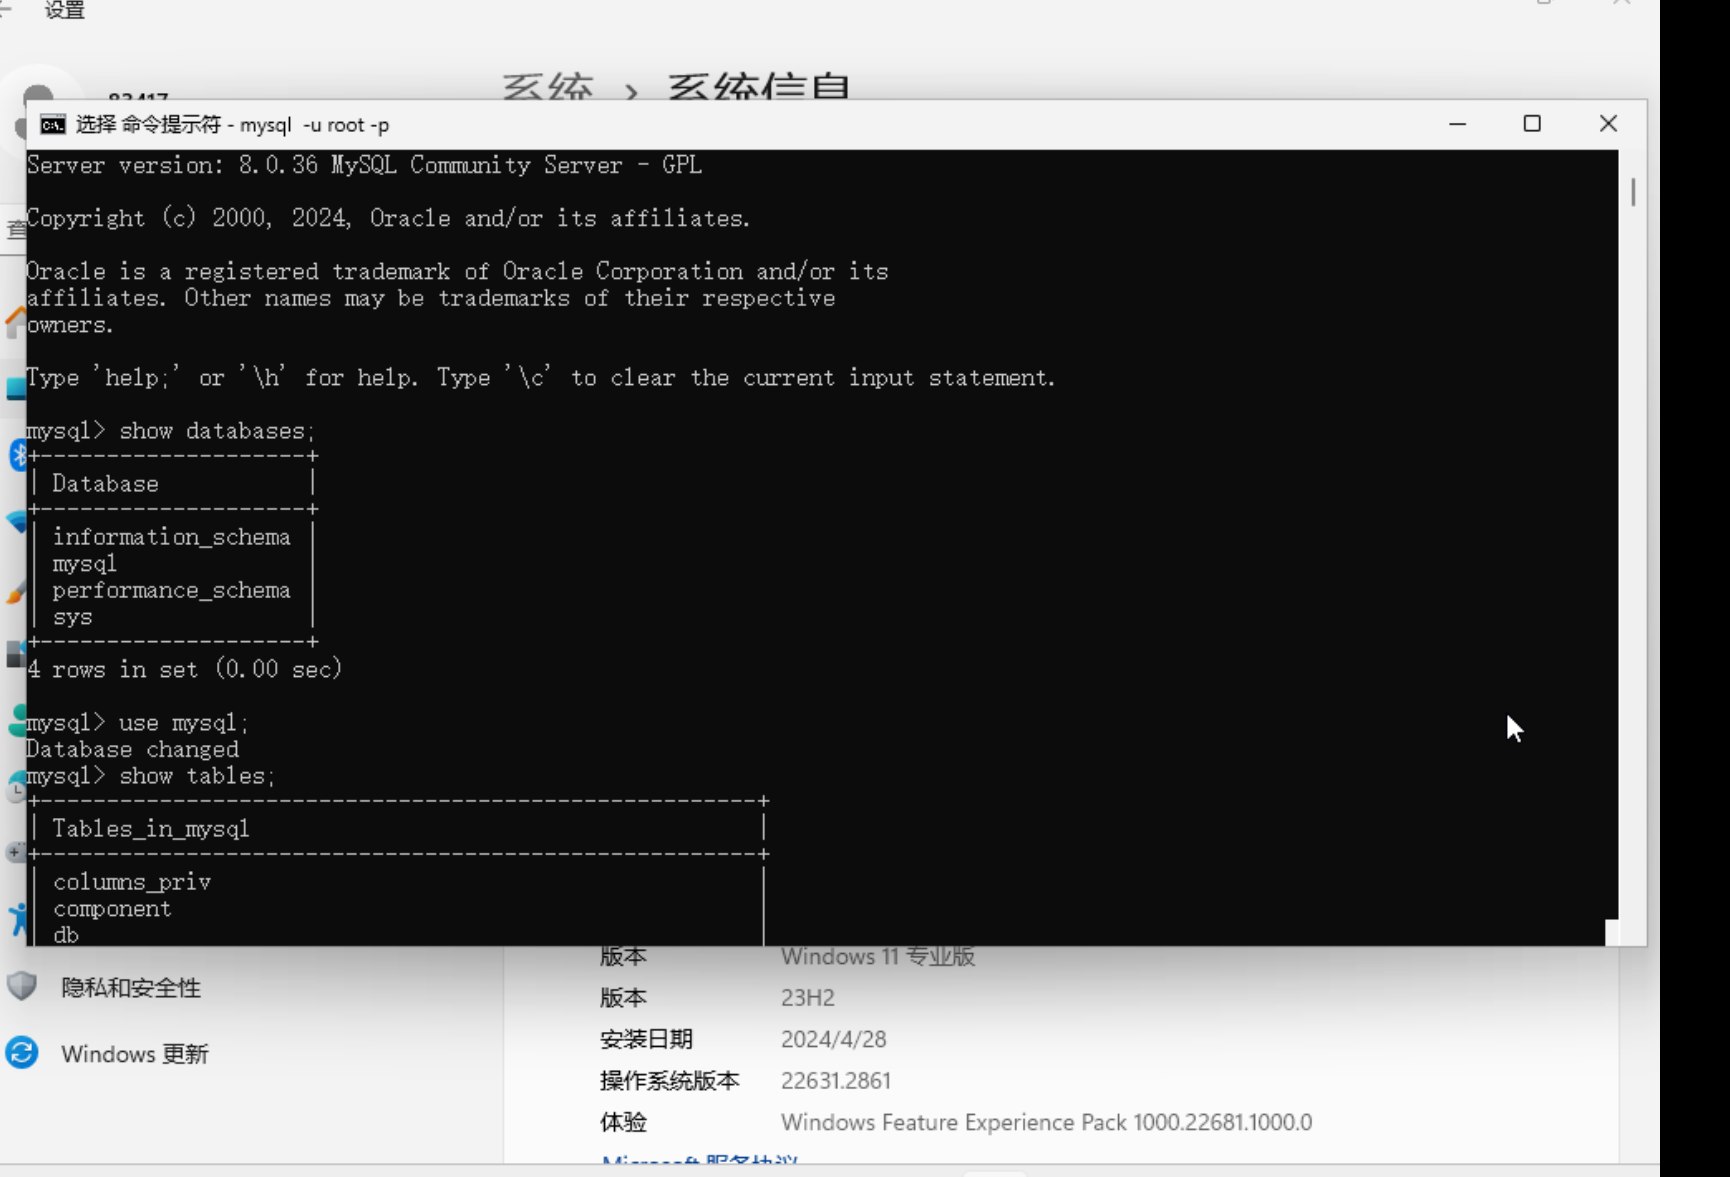 设置
83417
系统 › 系统信息
选择 命令提示符 - mysql -u root -p
Server version: 8.0.36 MySQL Community Server - GPL
Copyright (c) 2000, 2024, Oracle and/or its affiliates.
查
Oracle is a registered trademark of Oracle Corporation and/or its
affiliates. Other names may be trademarks of their respective
owners.
Type 'help;' or '\h' for help. Type '\c' to clear the current input statement.
mysql> show databases;
+--------------------+
| Database           |
+--------------------+
| information_schema |
| mysql              |
| performance_schema |
| sys                |
+--------------------+
4 rows in set (0.00 sec)
mysql> use mysql;
Database changed
mysql> show tables;
+------------------------------------------------------+
| Tables_in_mysql                                      |
+------------------------------------------------------+
| columns_priv                                         |
| component                                            |
| db                                                   |
版本 Windows 11 专业版
隐私和安全性
版本 23H2
安装日期 2024/4/28
Windows 更新
操作系统版本 22631.2861
体验 Windows Feature Experience Pack 1000.22681.1000.0
Microsoft 服务协议